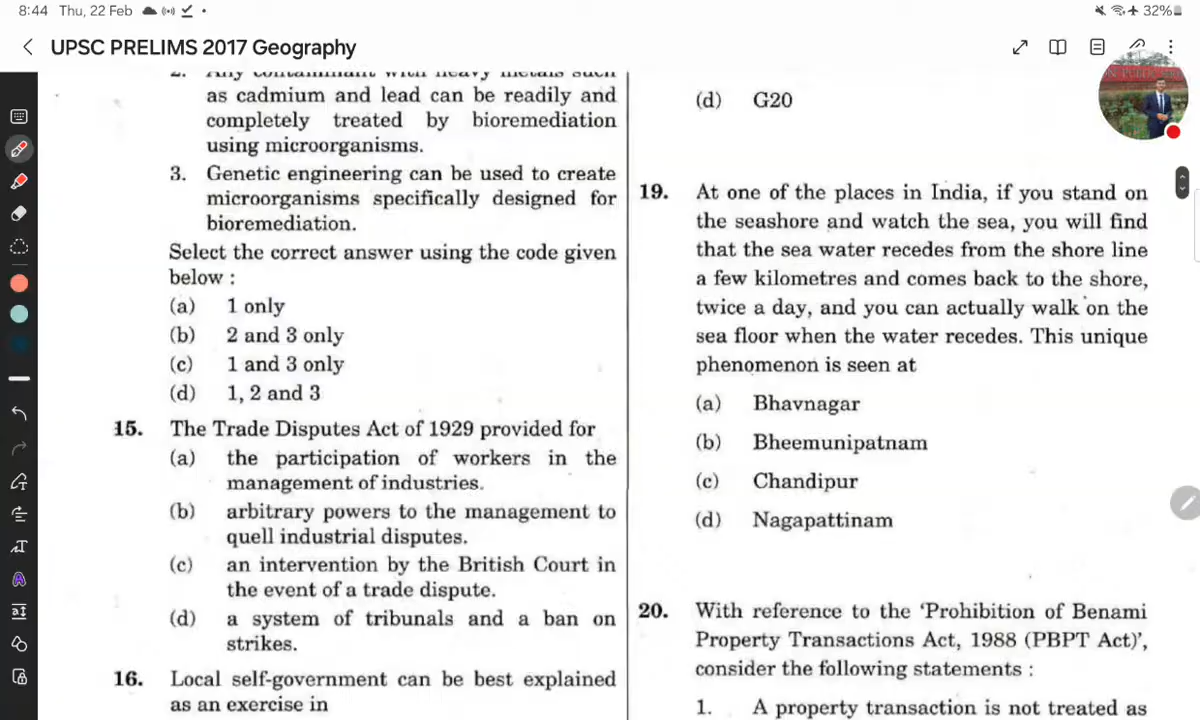 8:44 Thu, 22 Feb
32%
UPSC PRELIMS 2017 Geography
2. Any contaminant with heavy metals such
as cadmium and lead can be readily and
completely treated by bioremediation
using microorganisms.
3. Genetic engineering can be used to create
microorganisms specifically designed for
bioremediation.
Select the correct answer using the code given
below :
(a) 1 only
(b) 2 and 3 only
(c) 1 and 3 only
(d) 1, 2 and 3
15. The Trade Disputes Act of 1929 provided for
(a) the participation of workers in the
management of industries.
(b) arbitrary powers to the management to
quell industrial disputes.
(c) an intervention by the British Court in
the event of a trade dispute.
(d) a system of tribunals and a ban on
strikes.
16. Local self-government can be best explained
as an exercise in
(d) G20
19. At one of the places in India, if you stand on
the seashore and watch the sea, you will find
that the sea water recedes from the shore line
a few kilometres and comes back to the shore,
twice a day, and you can actually walk on the
sea floor when the water recedes. This unique
phenomenon is seen at
(a) Bhavnagar
(b) Bheemunipatnam
(c) Chandipur
(d) Nagapattinam
20. With reference to the ‘Prohibition of Benami
Property Transactions Act, 1988 (PBPT Act)’,
consider the following statements :
1. A property transaction is not treated as